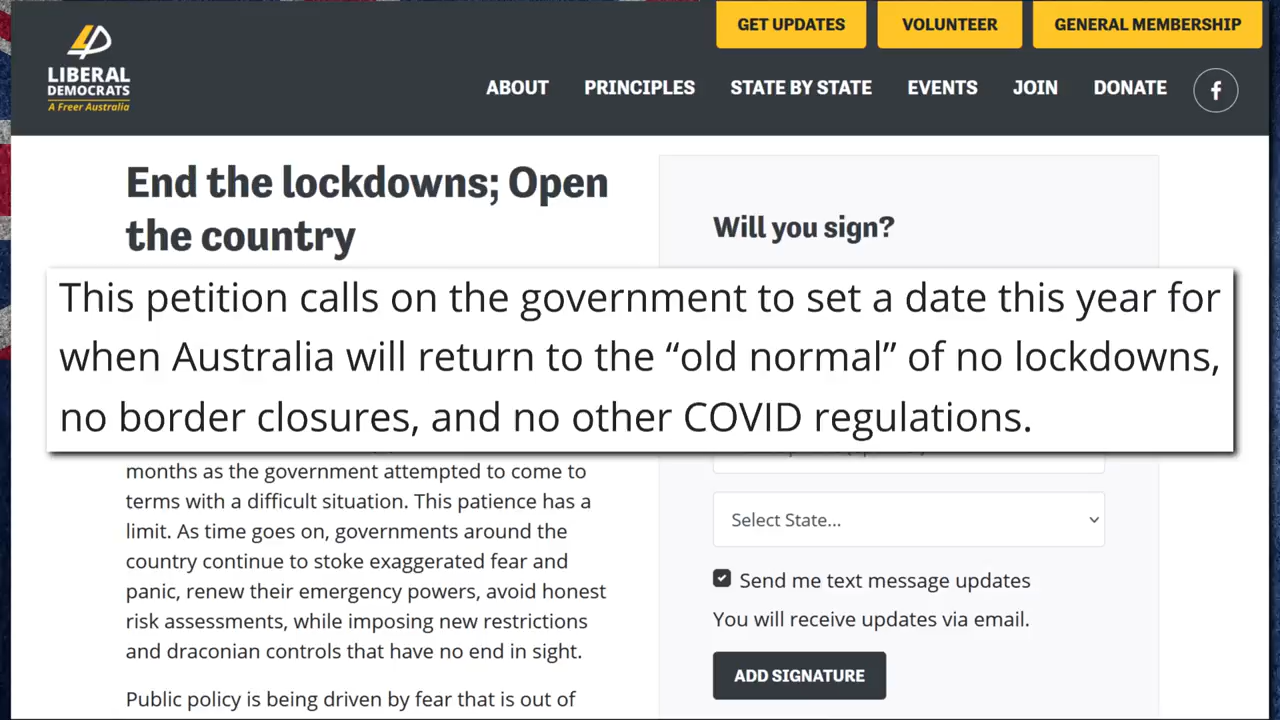 GET UPDATES
VOLUNTEER
GENERAL MEMBERSHIP
LIBERAL
DEMOCRATS
A Freer Australia
ABOUT
PRINCIPLES
STATE BY STATE
EVENTS
JOIN
DONATE
End the lockdowns; Open
the country
Will you sign?
This petition calls on the government to set a date this year for
when Australia will return to the “old normal” of no lockdowns,
no border closures, and no other COVID regulations.
months as the government attempted to come to
terms with a difficult situation. This patience has a
limit. As time goes on, governments around the
country continue to stoke exaggerated fear and
panic, renew their emergency powers, avoid honest
risk assessments, while imposing new restrictions
and draconian controls that have no end in sight.
Public policy is being driven by fear that is out of
Select State...
Send me text message updates
You will receive updates via email.
ADD SIGNATURE